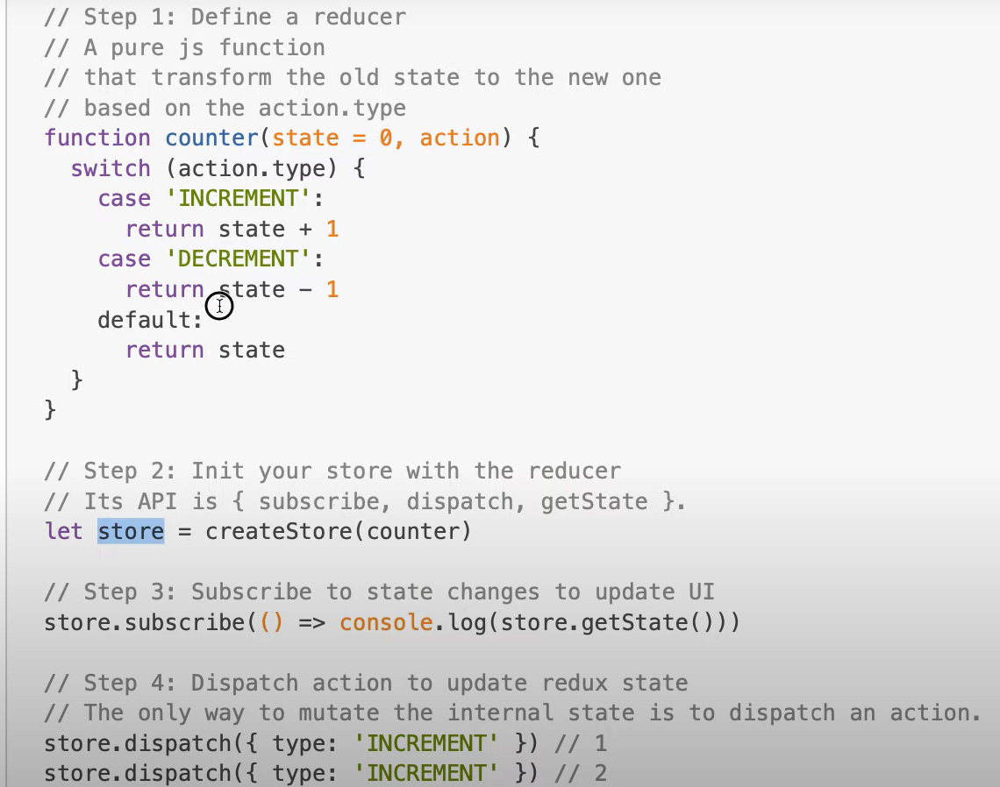 // Step 1: Define a reducer
// A pure js function
// that transform the old state to the new one
// based on the action.type
function counter(state = 0, action) {
  switch (action.type) {
    case 'INCREMENT':
      return state + 1
    case 'DECREMENT':
      return state - 1
    default:
      return state
  }
}

// Step 2: Init your store with the reducer
// Its API is { subscribe, dispatch, getState }.
let store = createStore(counter)

// Step 3: Subscribe to state changes to update UI
store.subscribe(() => console.log(store.getState()))

// Step 4: Dispatch action to update redux state
// The only way to mutate the internal state is to dispatch an action.
store.dispatch({ type: 'INCREMENT' }) // 1
store.dispatch({ type: 'INCREMENT' }) // 2